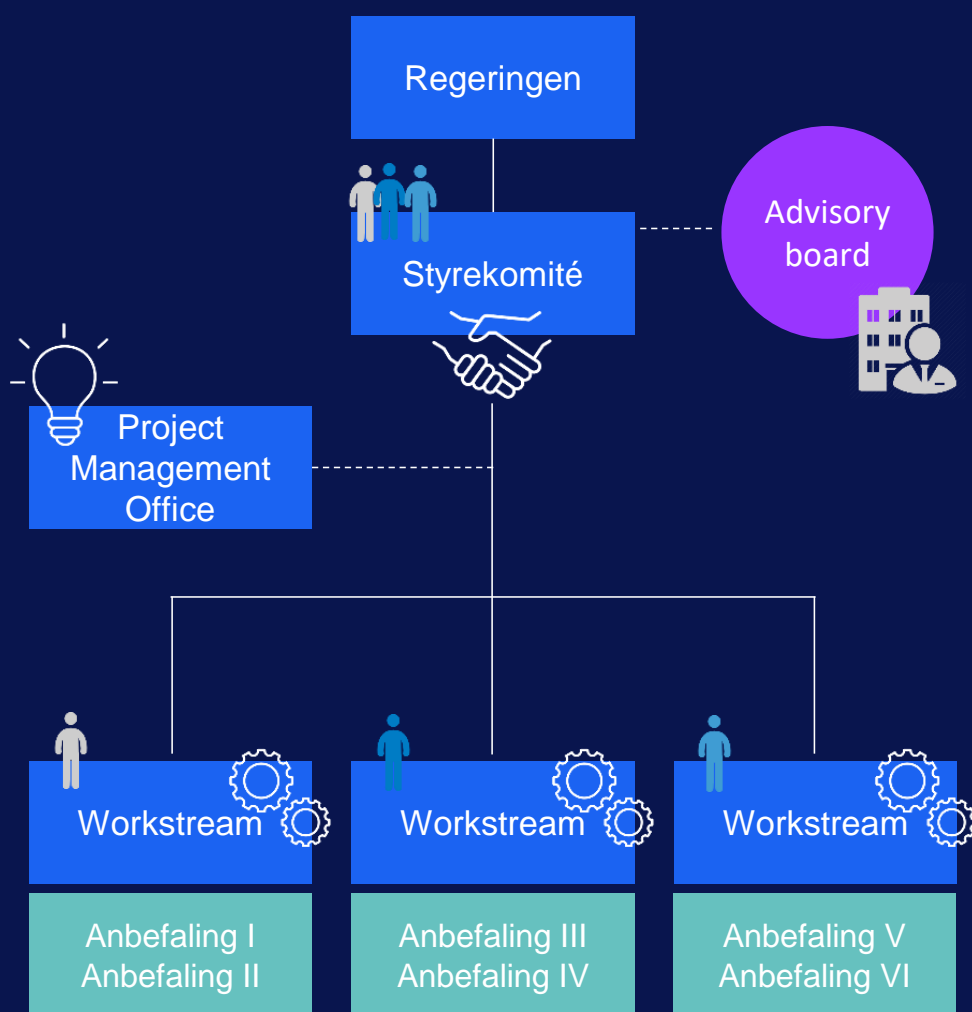 Regeringen
Advisory
board
Styrekomité
Project
Management
Office
Workstream
Workstream
Workstream
Anbefaling I
Anbefaling II
Anbefaling III
Anbefaling IV
Anbefaling V
Anbefaling VI